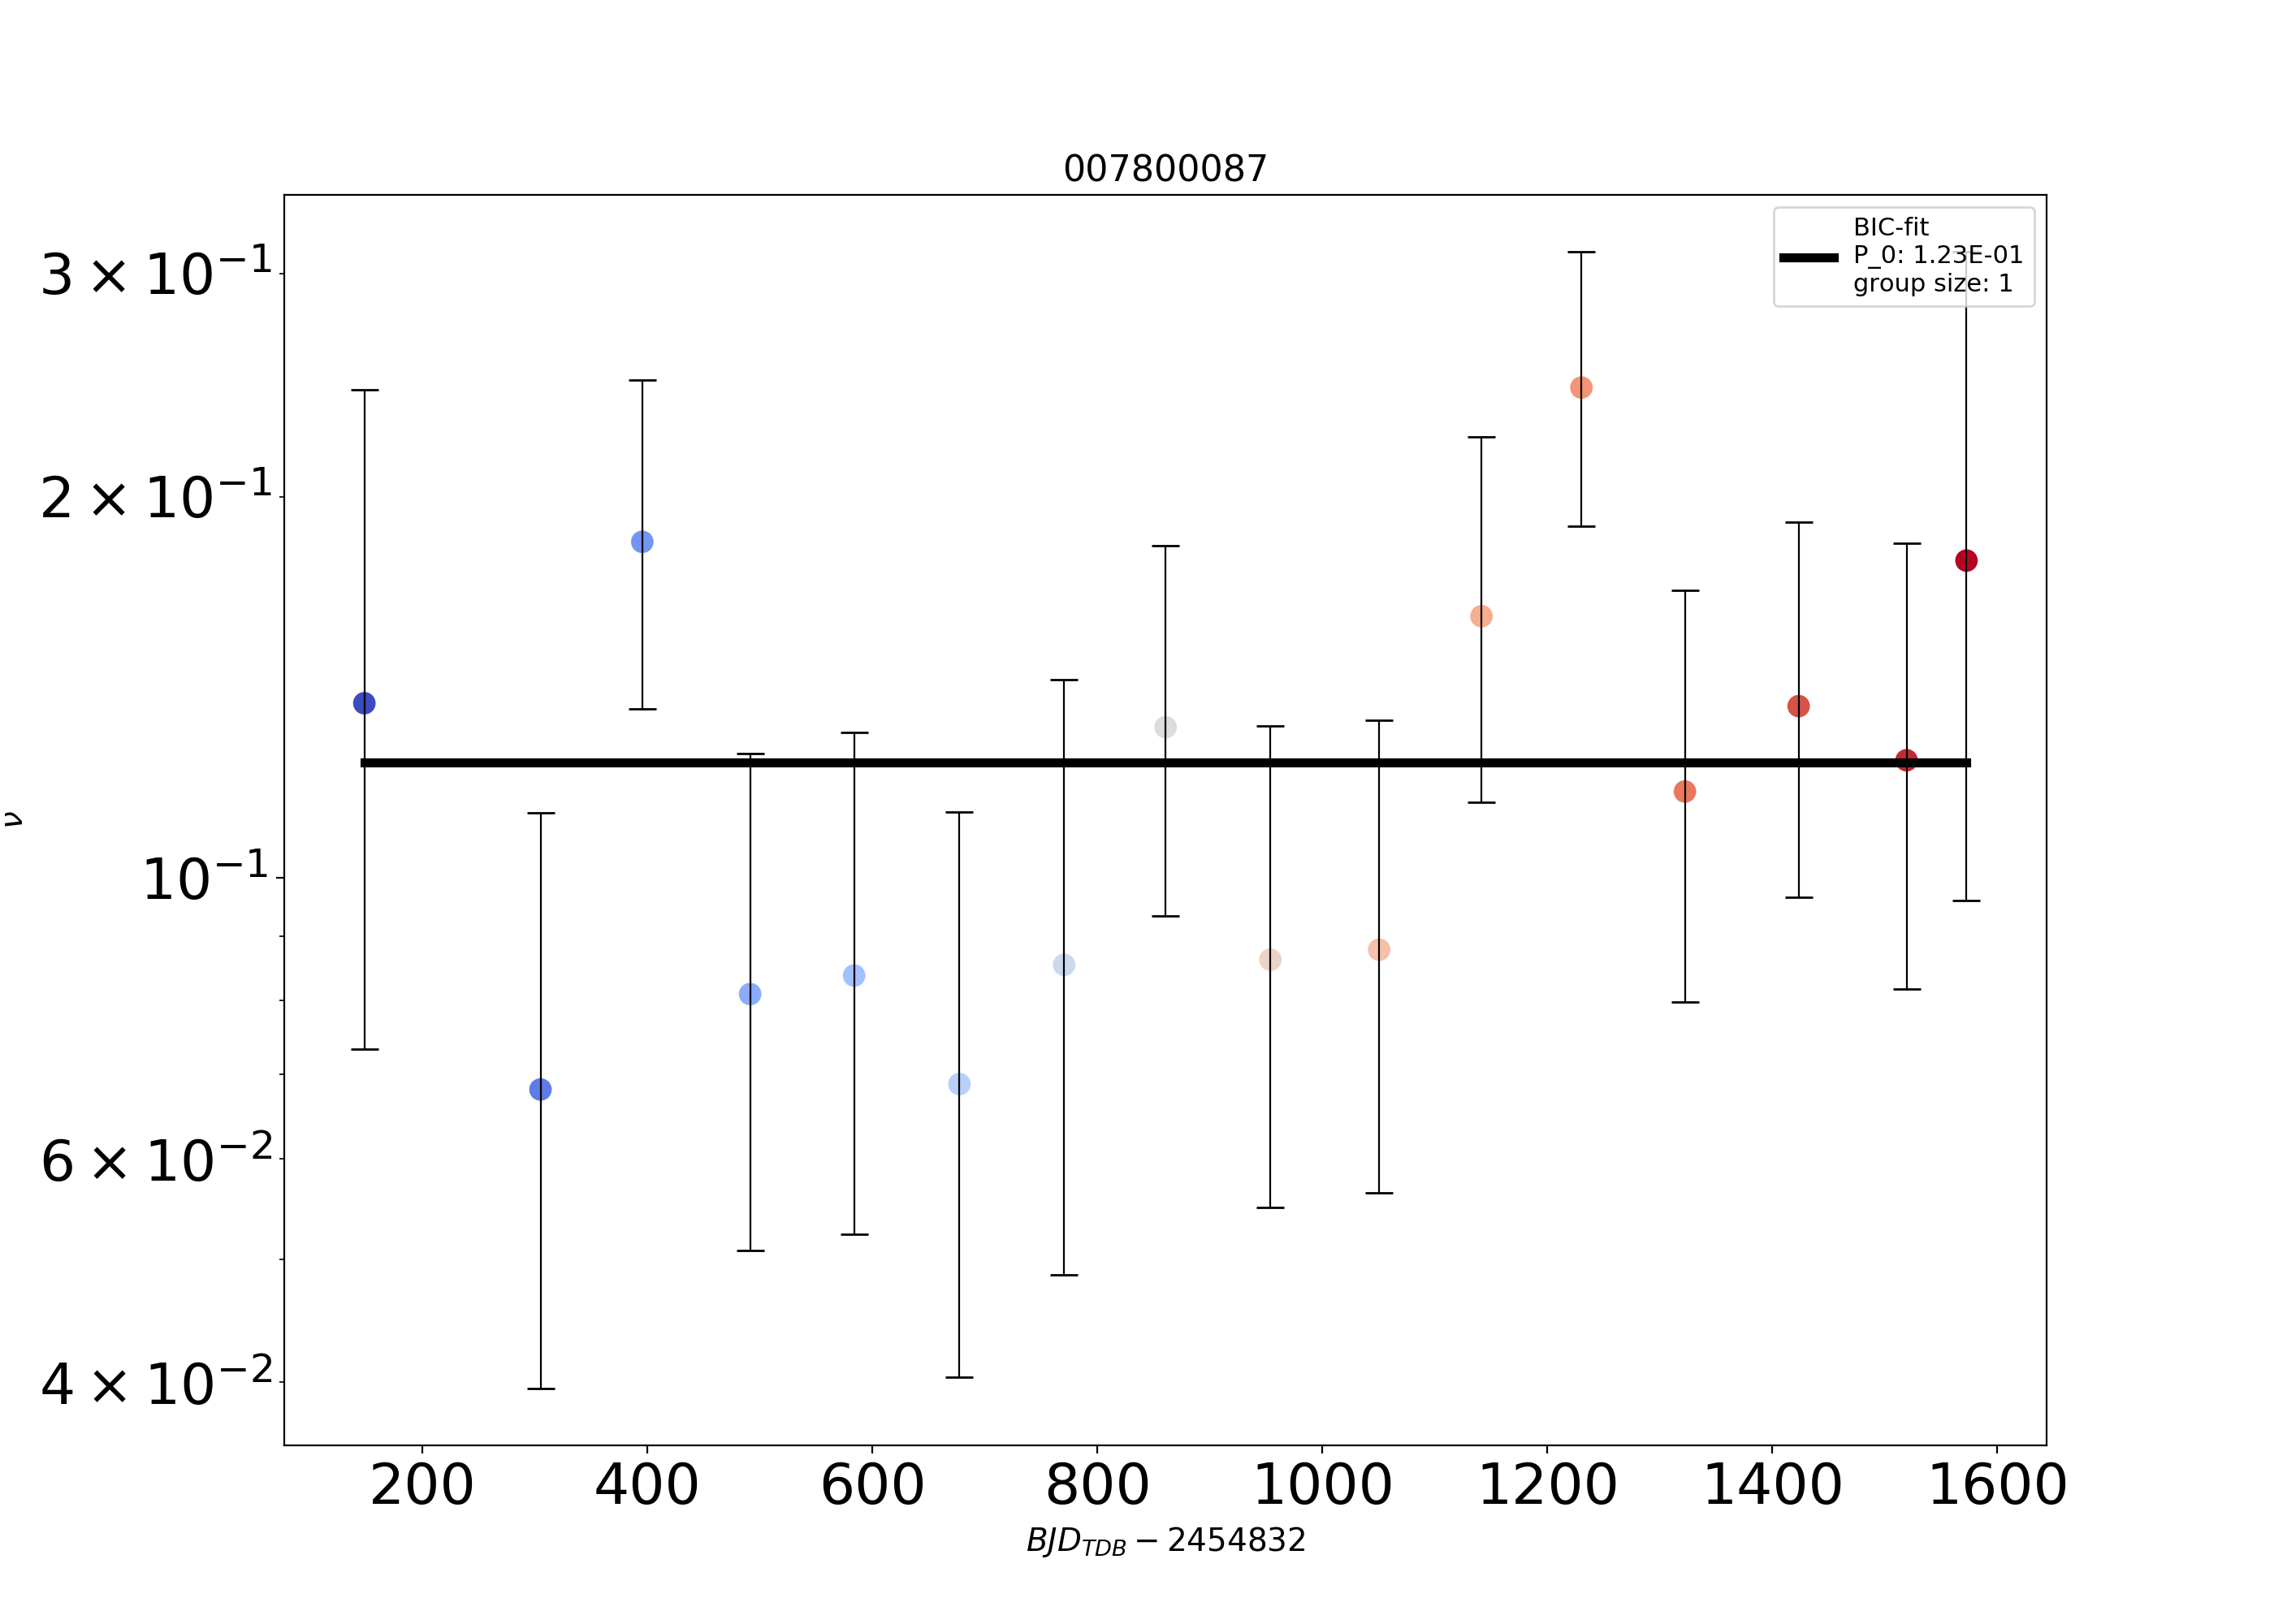 007800087
BIC-fit
P_0: 1.23E-01
group size: 1
3 × 10⁻¹
2 × 10⁻¹
10⁻¹
6 × 10⁻²
4 × 10⁻²
ν
200 400 600 800 1000 1200 1400 1600
BJD_TDB − 2454832